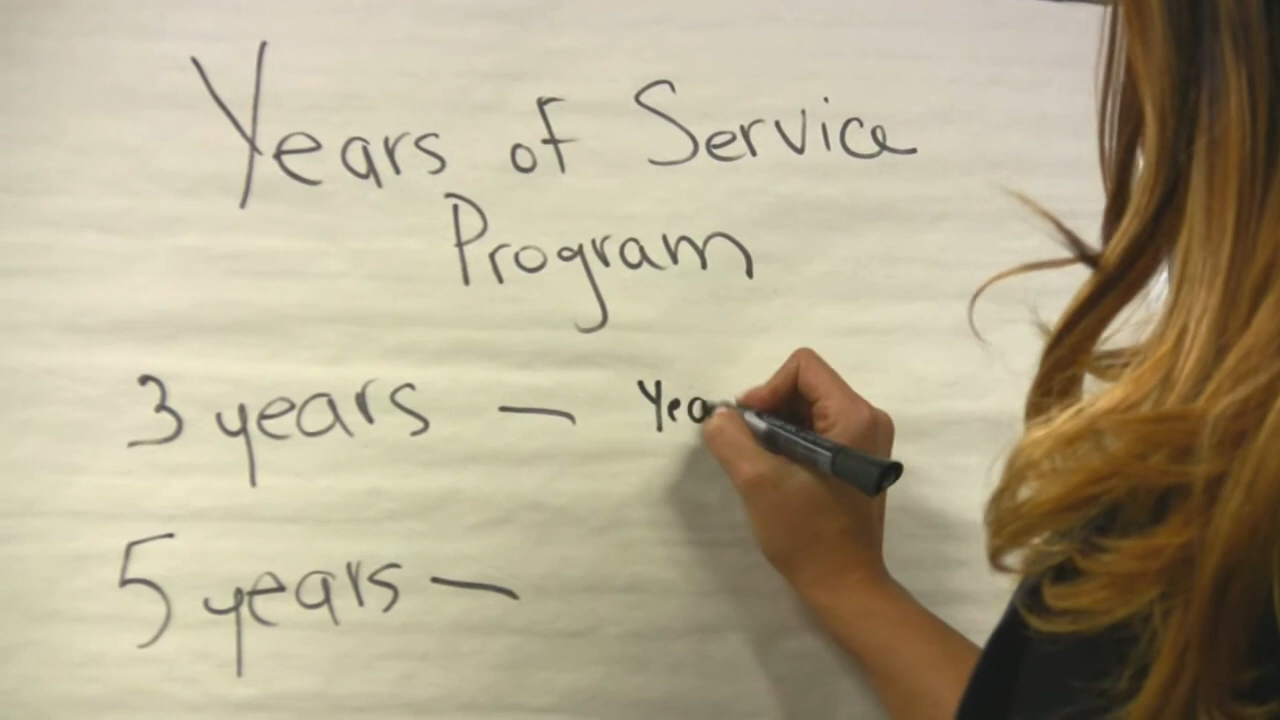 Years of Service
Program
3 years — Yea
5 years —